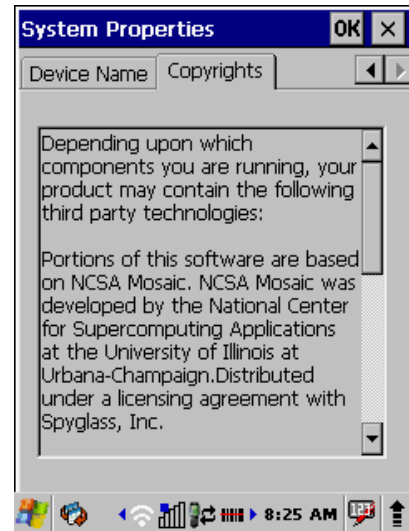 System Properties OK ×
Device Name Copyrights
Depending upon which
components you are running, your
product may contain the following
third party technologies:
Portions of this software are based
on NCSA Mosaic. NCSA Mosaic was
developed by the National Center
for Supercomputing Applications
at the University of Illinois at
Urbana-Champaign.Distributed
under a licensing agreement with
Spyglass, Inc.
8:25 AM 123